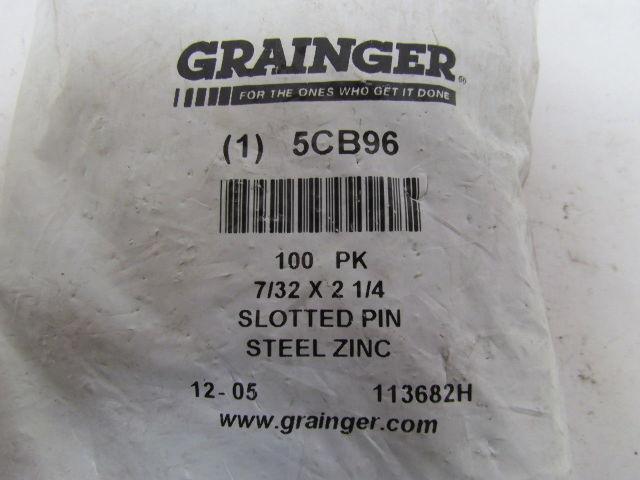 GRAINGER
FOR THE ONES WHO GET IT DONE
(1) 5CB96
100 PK
7/32 X 2 1/4
SLOTTED PIN
STEEL ZINC
12-05 113682H
www.grainger.com